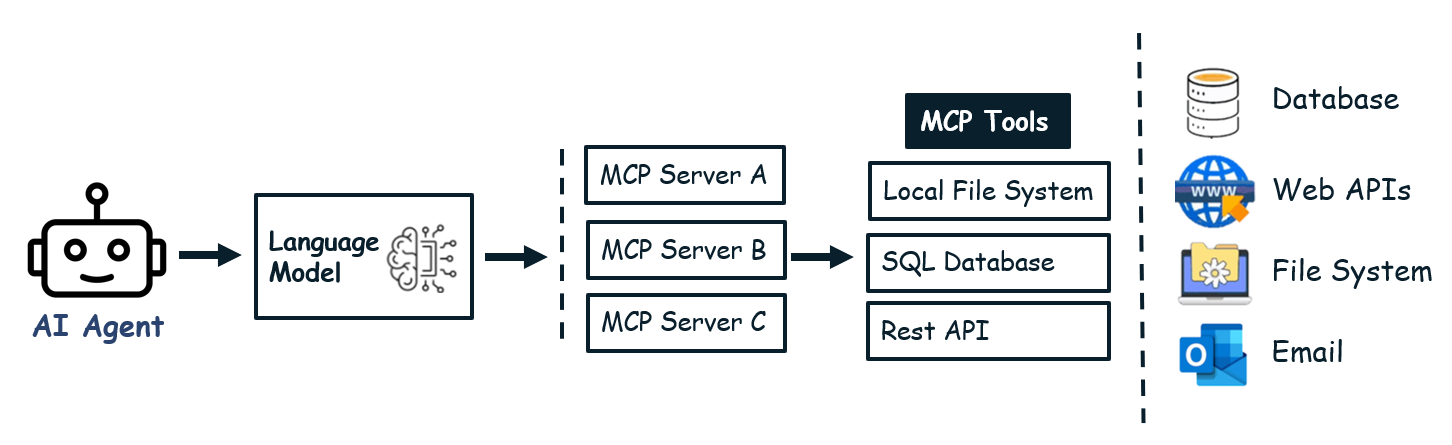 AI Agent
Language
Model
MCP Server A
MCP Server B
MCP Server C
MCP Tools
Local File System
SQL Database
Rest API
Database
WWW
Web APIs
File System
O
Email